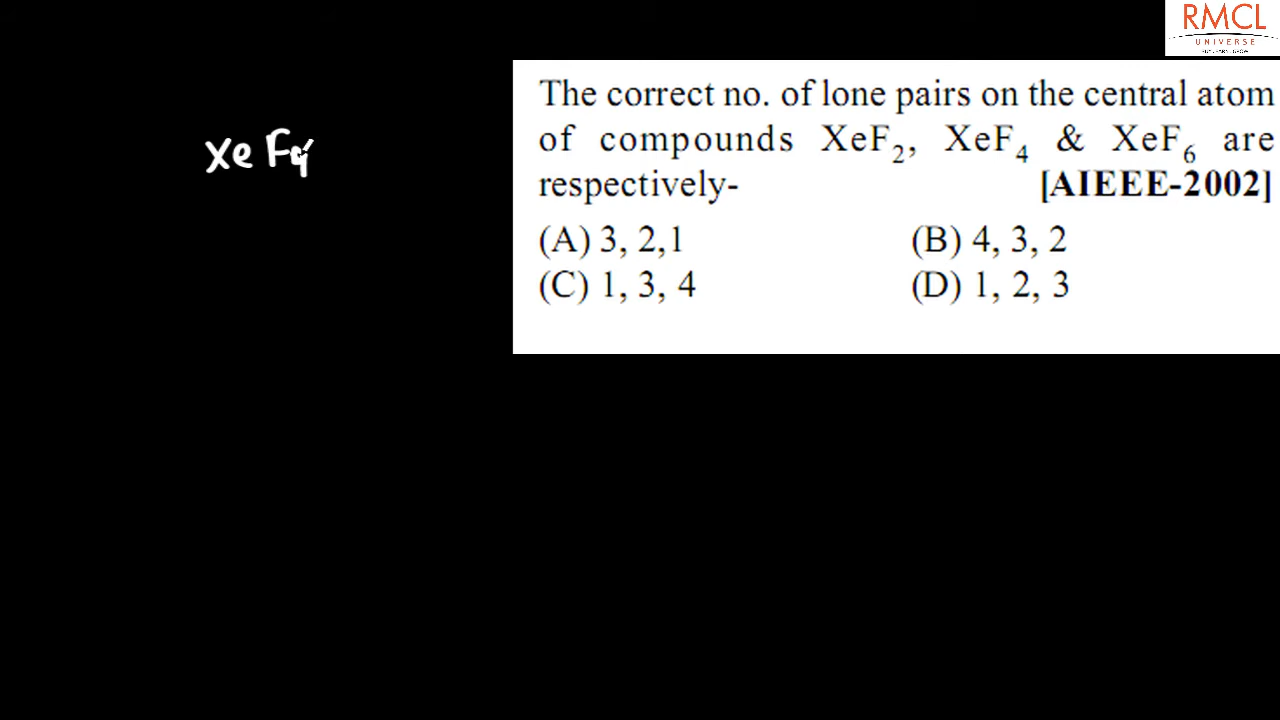 RMCL
UNIVERSE
The correct no. of lone pairs on the central atom
of compounds XeF₂, XeF₄ & XeF₆ are
respectively- [AIEEE-2002]
(A) 3, 2,1 (B) 4, 3, 2
(C) 1, 3, 4 (D) 1, 2, 3
XeF₄